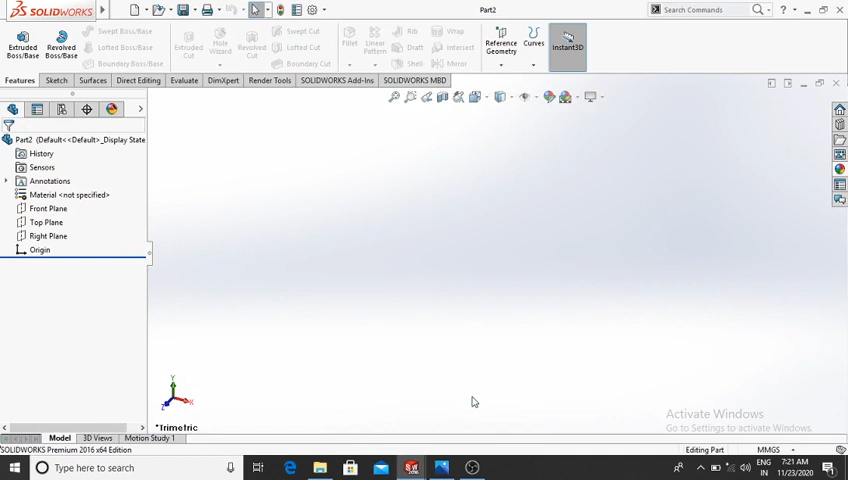 SOLIDWORKS
Part2
Search Commands
Extruded Boss/Base
Revolved Boss/Base
Swept Boss/Base
Lofted Boss/Base
Boundary Boss/Base
Extruded Cut
Hole Wizard
Revolved Cut
Swept Cut
Lofted Cut
Boundary Cut
Fillet
Linear Pattern
Rib
Draft
Shell
Wrap
Intersect
Mirror
Reference Geometry
Curves
Instant3D
Features
Sketch
Surfaces
Direct Editing
Evaluate
DimXpert
Render Tools
SOLIDWORKS Add-Ins
SOLIDWORKS MBD
Part2 (Default<<Default>_Display State
History
Sensors
Annotations
Material <not specified>
Front Plane
Top Plane
Right Plane
Origin
Y
X
Z
*Trimetric
Activate Windows
Go to Settings to activate Windows.
Model
3D Views
Motion Study 1
SOLIDWORKS Premium 2016 x64 Edition
Editing Part
MMGS
Type here to search
ENG
IN
7:21 AM
11/23/2020